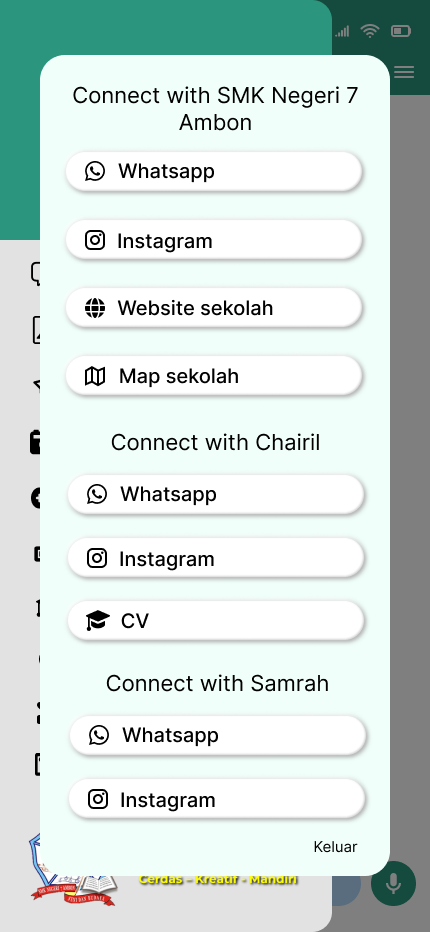 Connect with SMK Negeri 7
Ambon
Whatsapp
Instagram
Website sekolah
Map sekolah
Connect with Chairil
Whatsapp
Instagram
CV
Connect with Samrah
Whatsapp
Instagram
Keluar
Cerdas - Kreatif - Mandiri